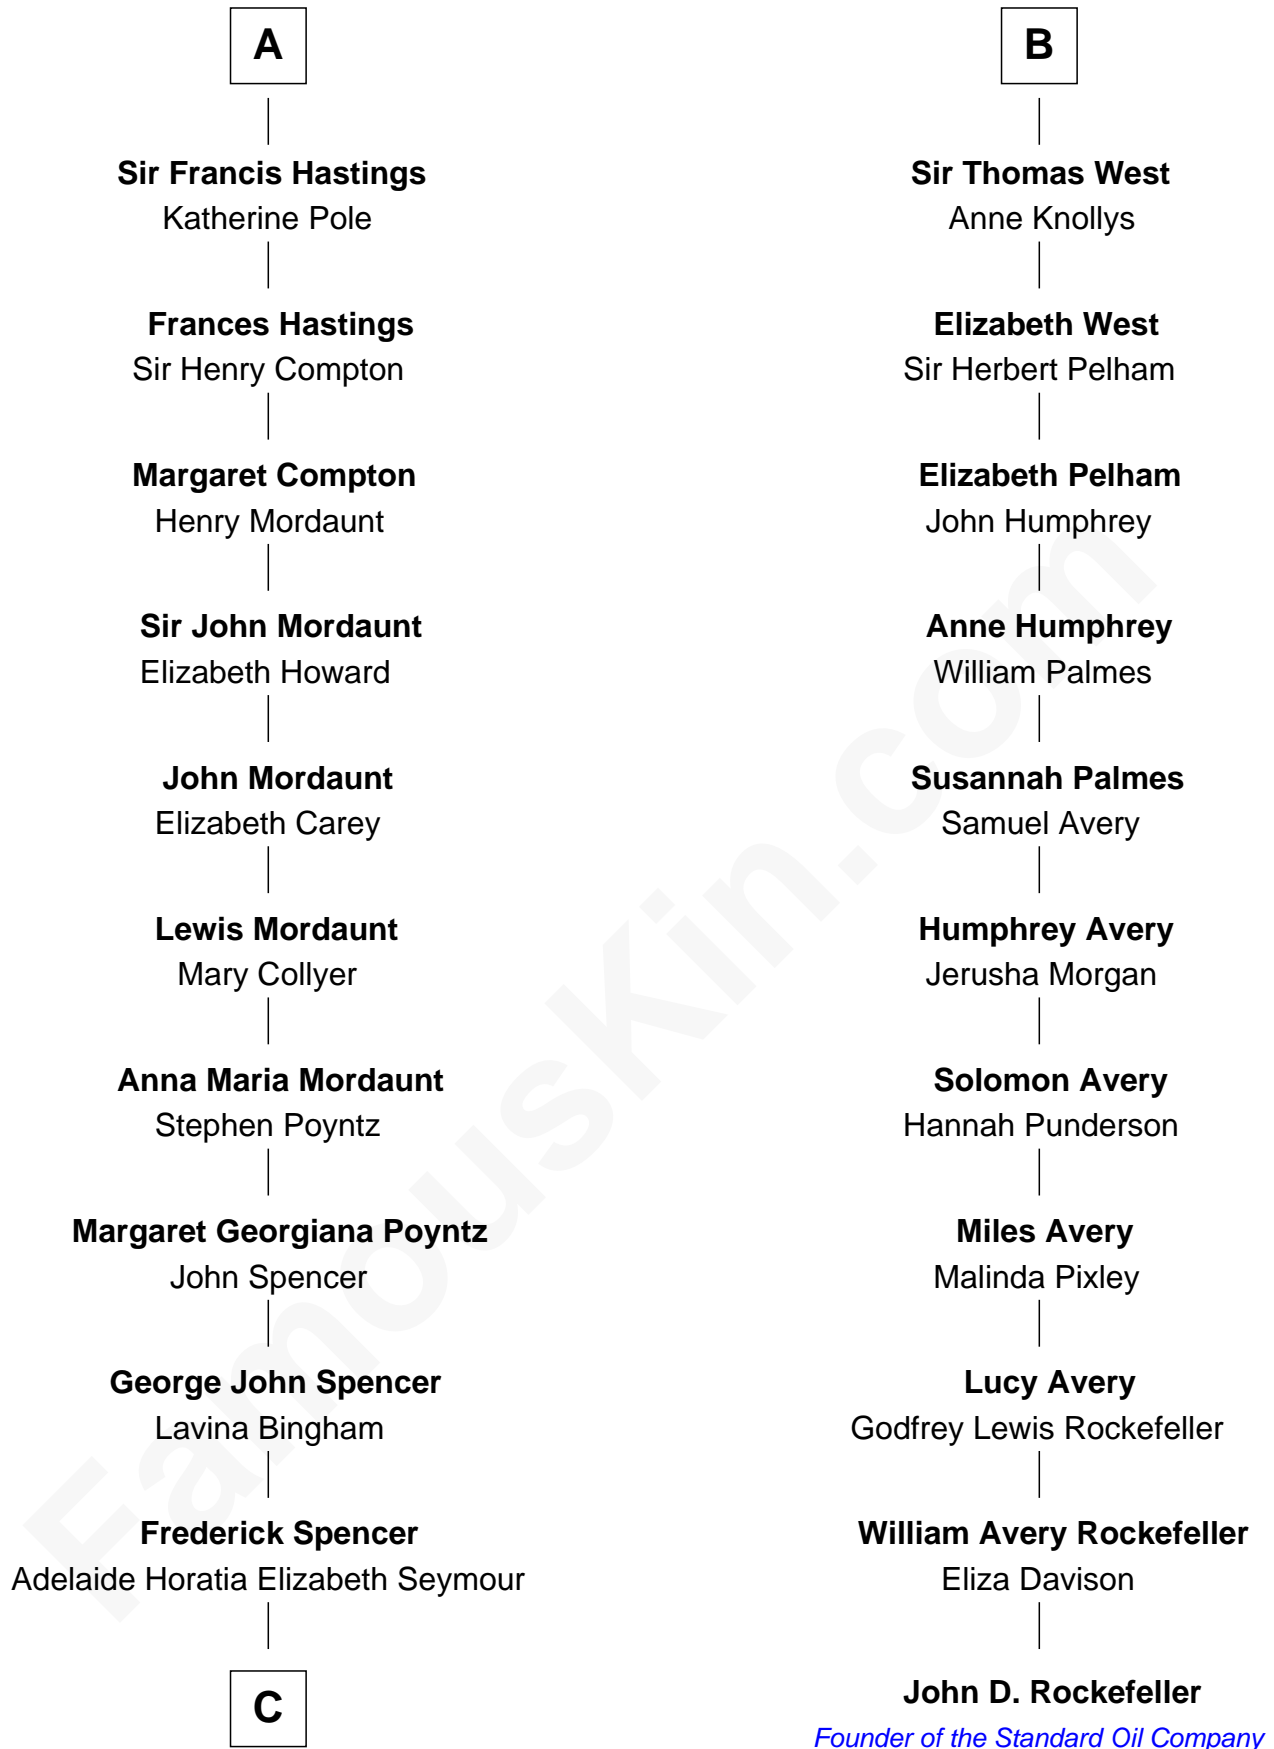 A
Sir Francis Hastings
Katherine Pole
Frances Hastings
Sir Henry Compton
Margaret Compton
Henry Mordaunt
Sir John Mordaunt
Elizabeth Howard
John Mordaunt
Elizabeth Carey
Lewis Mordaunt
Mary Collyer
Anna Maria Mordaunt
Stephen Poyntz
Margaret Georgiana Poyntz
John Spencer
George John Spencer
Lavina Bingham
Frederick Spencer
Adelaide Horatia Elizabeth Seymour
C
B
Sir Thomas West
Anne Knollys
Elizabeth West
Sir Herbert Pelham
Elizabeth Pelham
John Humphrey
Anne Humphrey
William Palmes
Susannah Palmes
Samuel Avery
Humphrey Avery
Jerusha Morgan
Solomon Avery
Hannah Punderson
Miles Avery
Malinda Pixley
Lucy Avery
Godfrey Lewis Rockefeller
William Avery Rockefeller
Eliza Davison
John D. Rockefeller
Founder of the Standard Oil Company
FamousKin.com